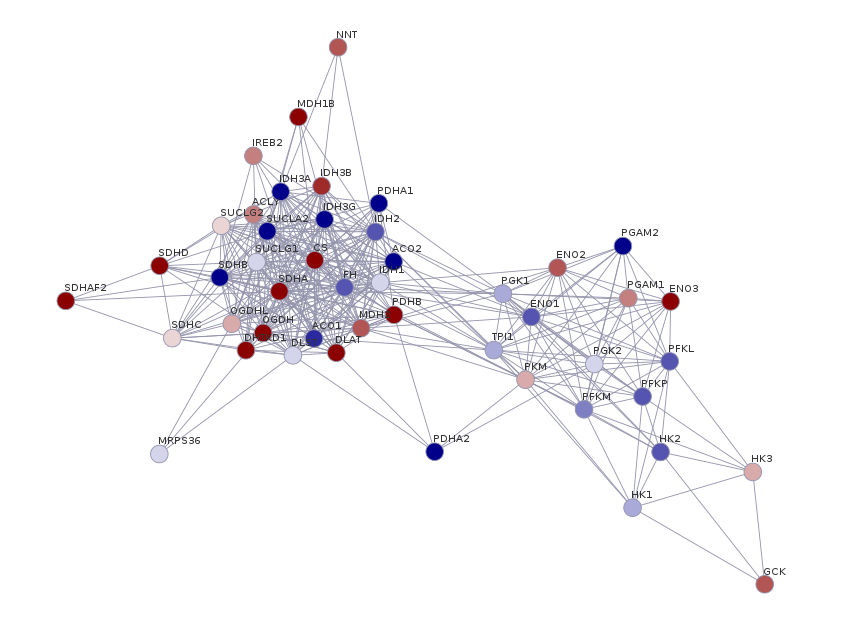 NNT
MDH1B
IREB2
IDH3A
IDH3B
PDHA1
ACLY
SUCLG2
SUCLA2
IDH3G
IDH2
PGAM2
SDHD
SUCLG1
CS
ACO2
ENO2
SDHB
SDHA
FH
IDH1
PGK1
PGAM1
ENO3
SDHAF2
PDHB
ENO1
OGDHL
OGDH
MDH2
SDHC
ACO1
TPI1
DLAT
PGK2
PFKL
PKM
PFKP
PFKM
MRPS36
PDHA2
HK2
HK3
HK1
GCK